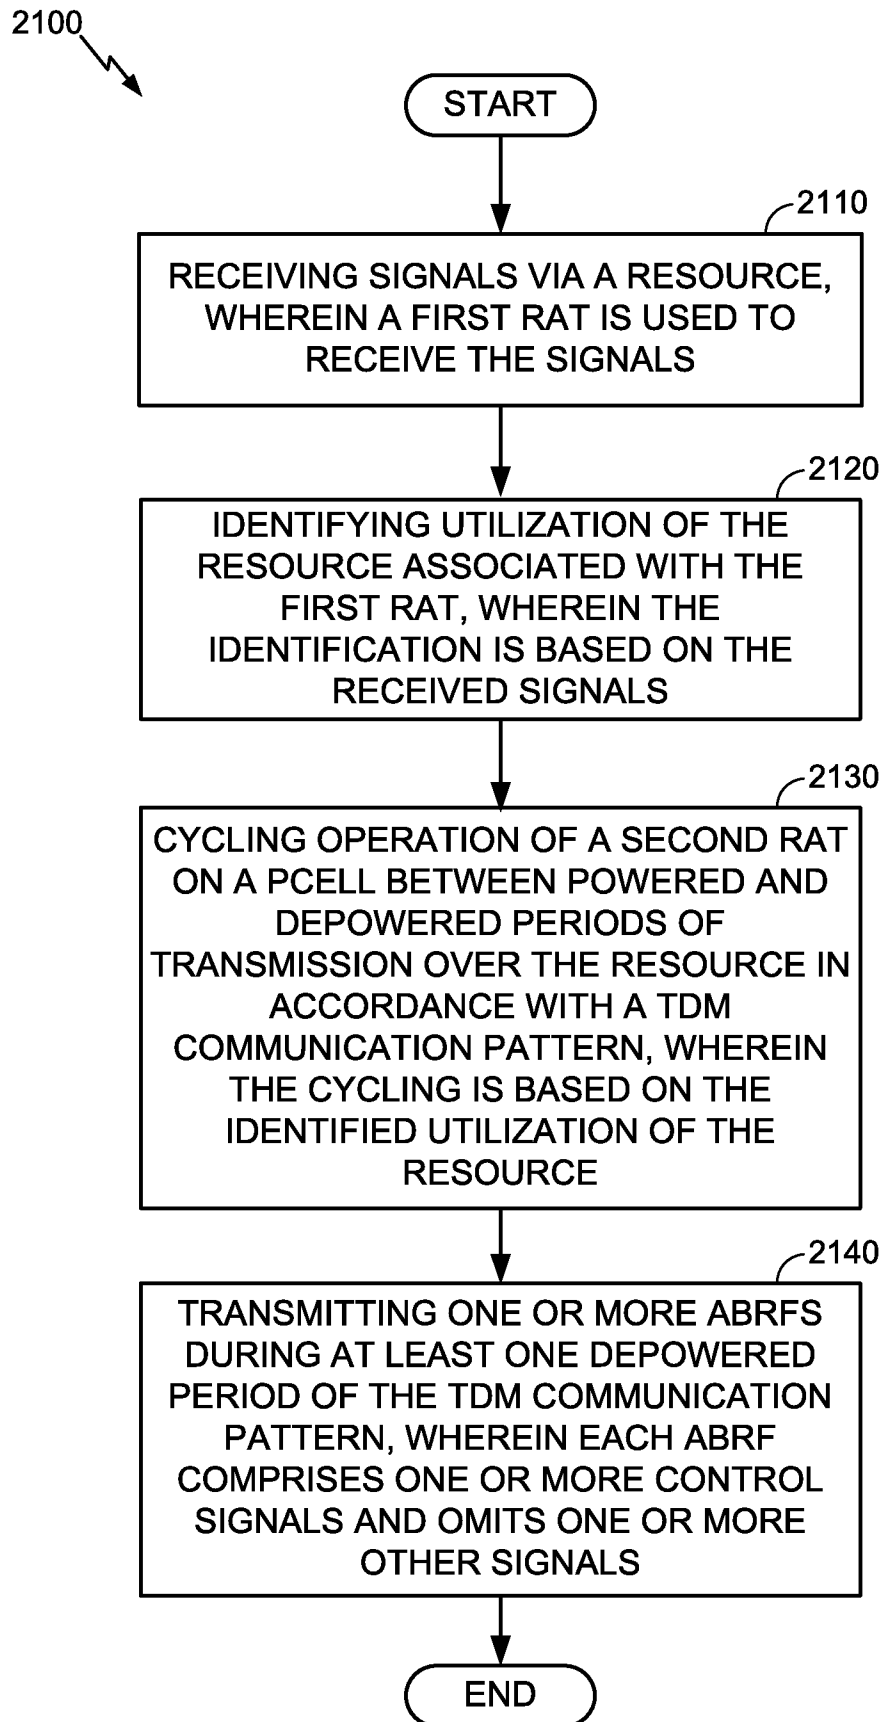 2100
START
2110
RECEIVING SIGNALS VIA A RESOURCE,
WHEREIN A FIRST RAT IS USED TO
RECEIVE THE SIGNALS
2120
IDENTIFYING UTILIZATION OF THE
RESOURCE ASSOCIATED WITH THE
FIRST RAT, WHEREIN THE
IDENTIFICATION IS BASED ON THE
RECEIVED SIGNALS
2130
CYCLING OPERATION OF A SECOND RAT
ON A PCELL BETWEEN POWERED AND
DEPOWERED PERIODS OF
TRANSMISSION OVER THE RESOURCE IN
ACCORDANCE WITH A TDM
COMMUNICATION PATTERN, WHEREIN
THE CYCLING IS BASED ON THE
IDENTIFIED UTILIZATION OF THE
RESOURCE
2140
TRANSMITTING ONE OR MORE ABRFS
DURING AT LEAST ONE DEPOWERED
PERIOD OF THE TDM COMMUNICATION
PATTERN, WHEREIN EACH ABRF
COMPRISES ONE OR MORE CONTROL
SIGNALS AND OMITS ONE OR MORE
OTHER SIGNALS
END